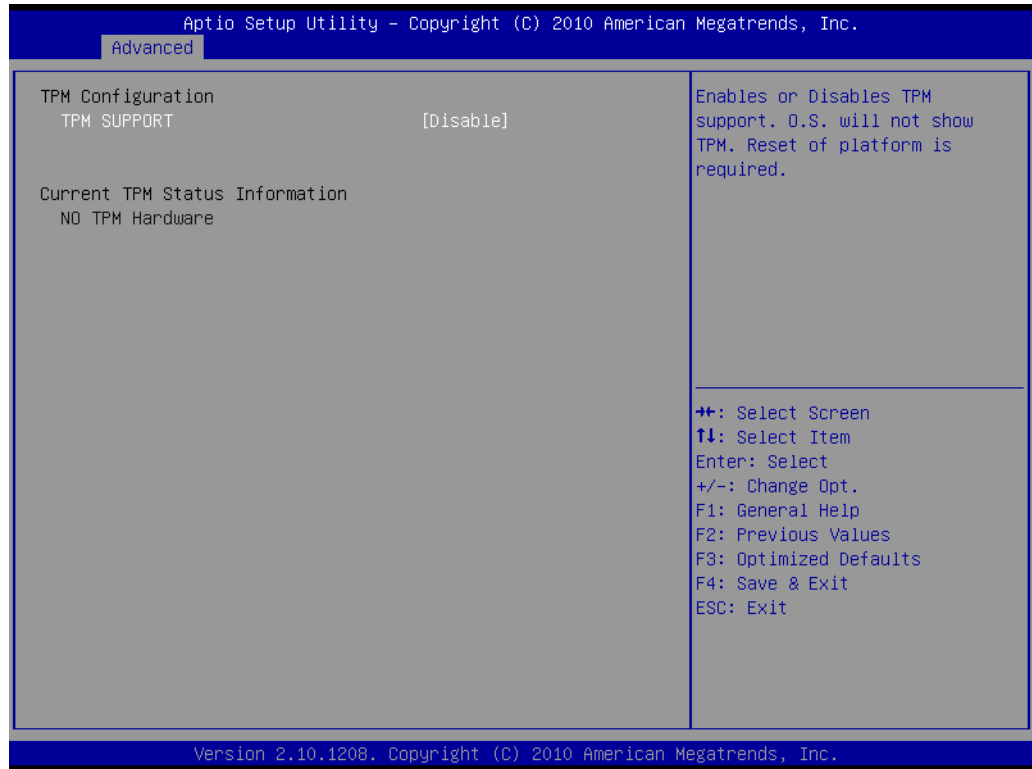 Aptio Setup Utility – Copyright (C) 2010 American Megatrends, Inc.
Advanced
TPM Configuration
TPM SUPPORT [Disable]
Current TPM Status Information
NO TPM Hardware
Enables or Disables TPM
support. O.S. will not show
TPM. Reset of platform is
required.
→←: Select Screen
↑↓: Select Item
Enter: Select
+/-: Change Opt.
F1: General Help
F2: Previous Values
F3: Optimized Defaults
F4: Save & Exit
ESC: Exit
Version 2.10.1208. Copyright (C) 2010 American Megatrends, Inc.